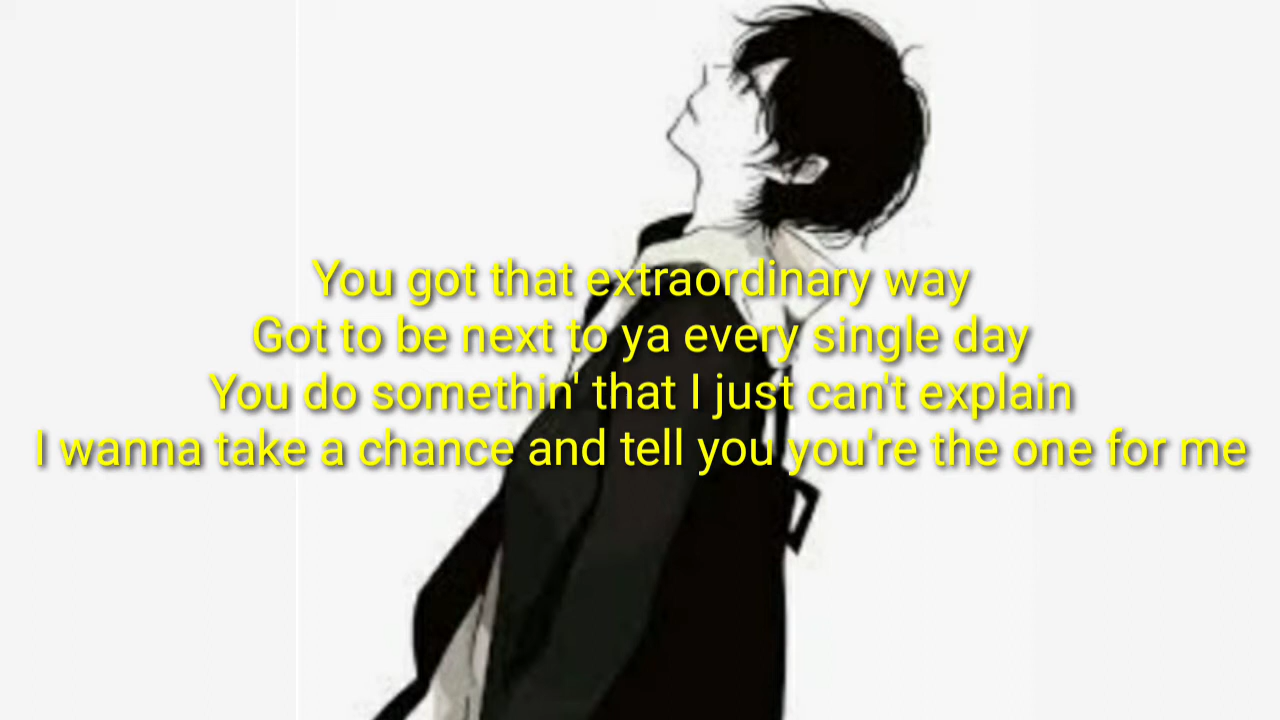 You got that extraordinary way
Got to be next to ya every single day
You do somethin' that I just can't explain
I wanna take a chance and tell you you're the one for me